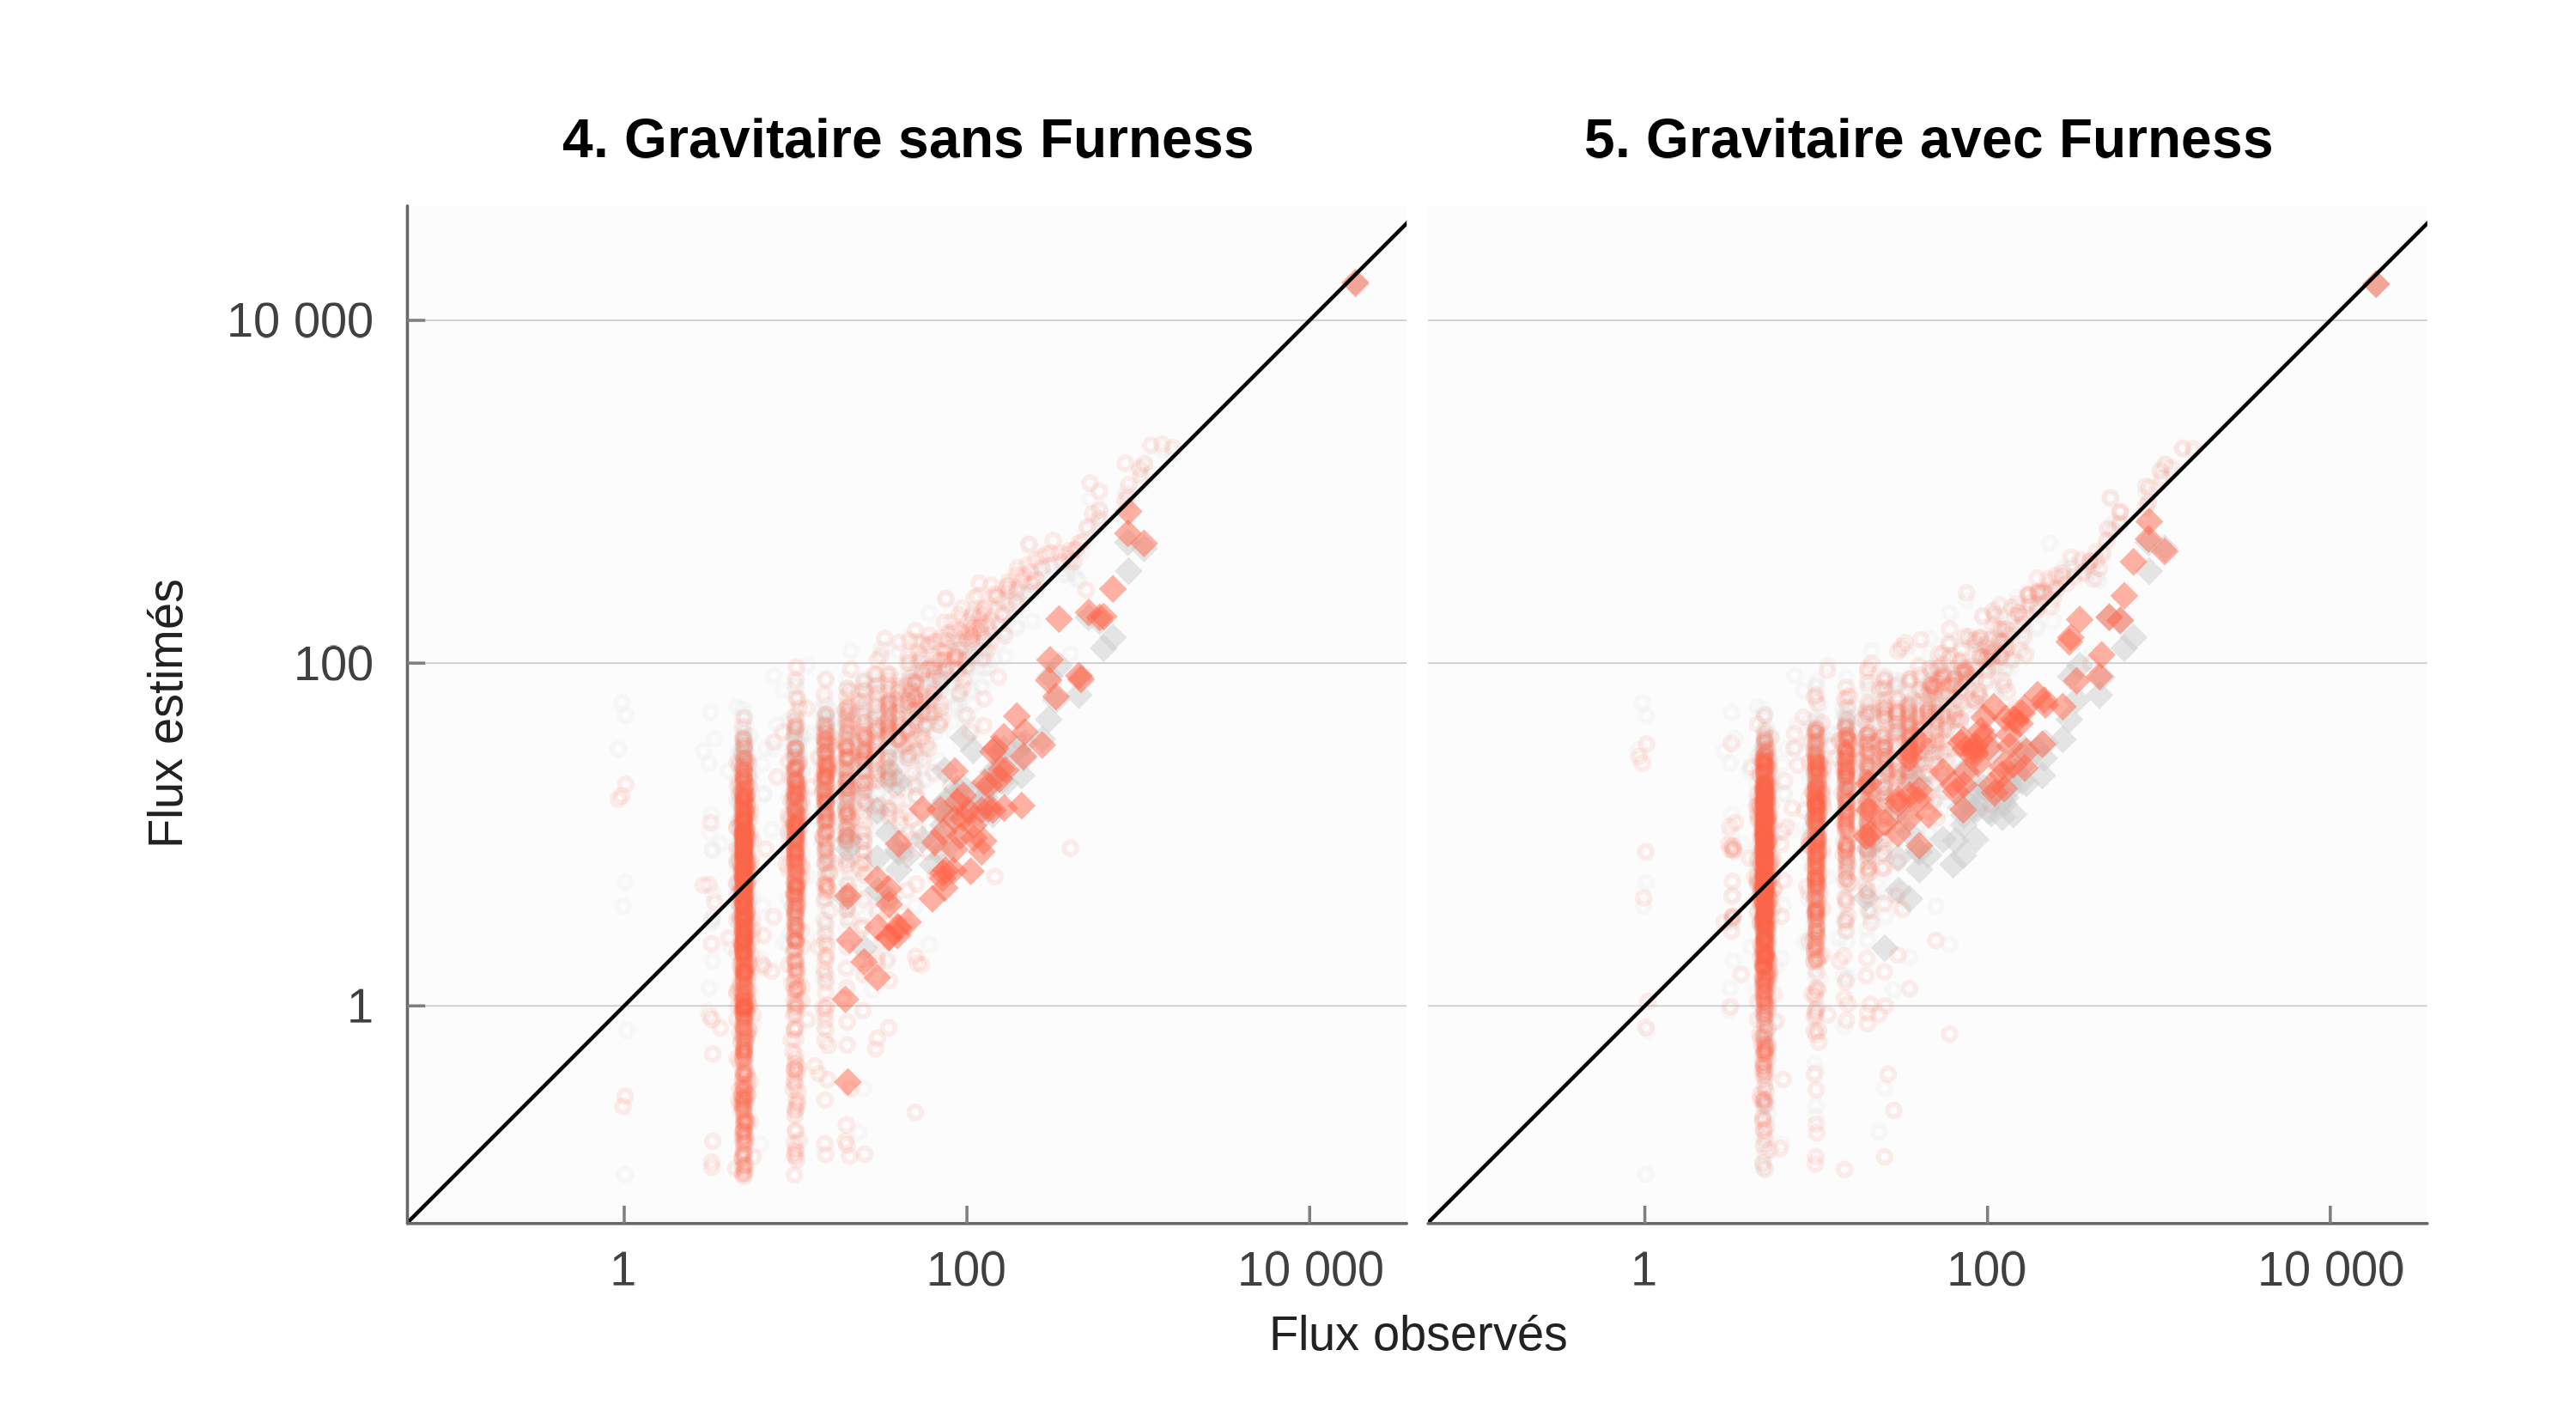 4. Gravitaire sans Furness
5. Gravitaire avec Furness
Flux estimés
10 000
100
1
1
100
10 000
1
100
10 000
Flux observés